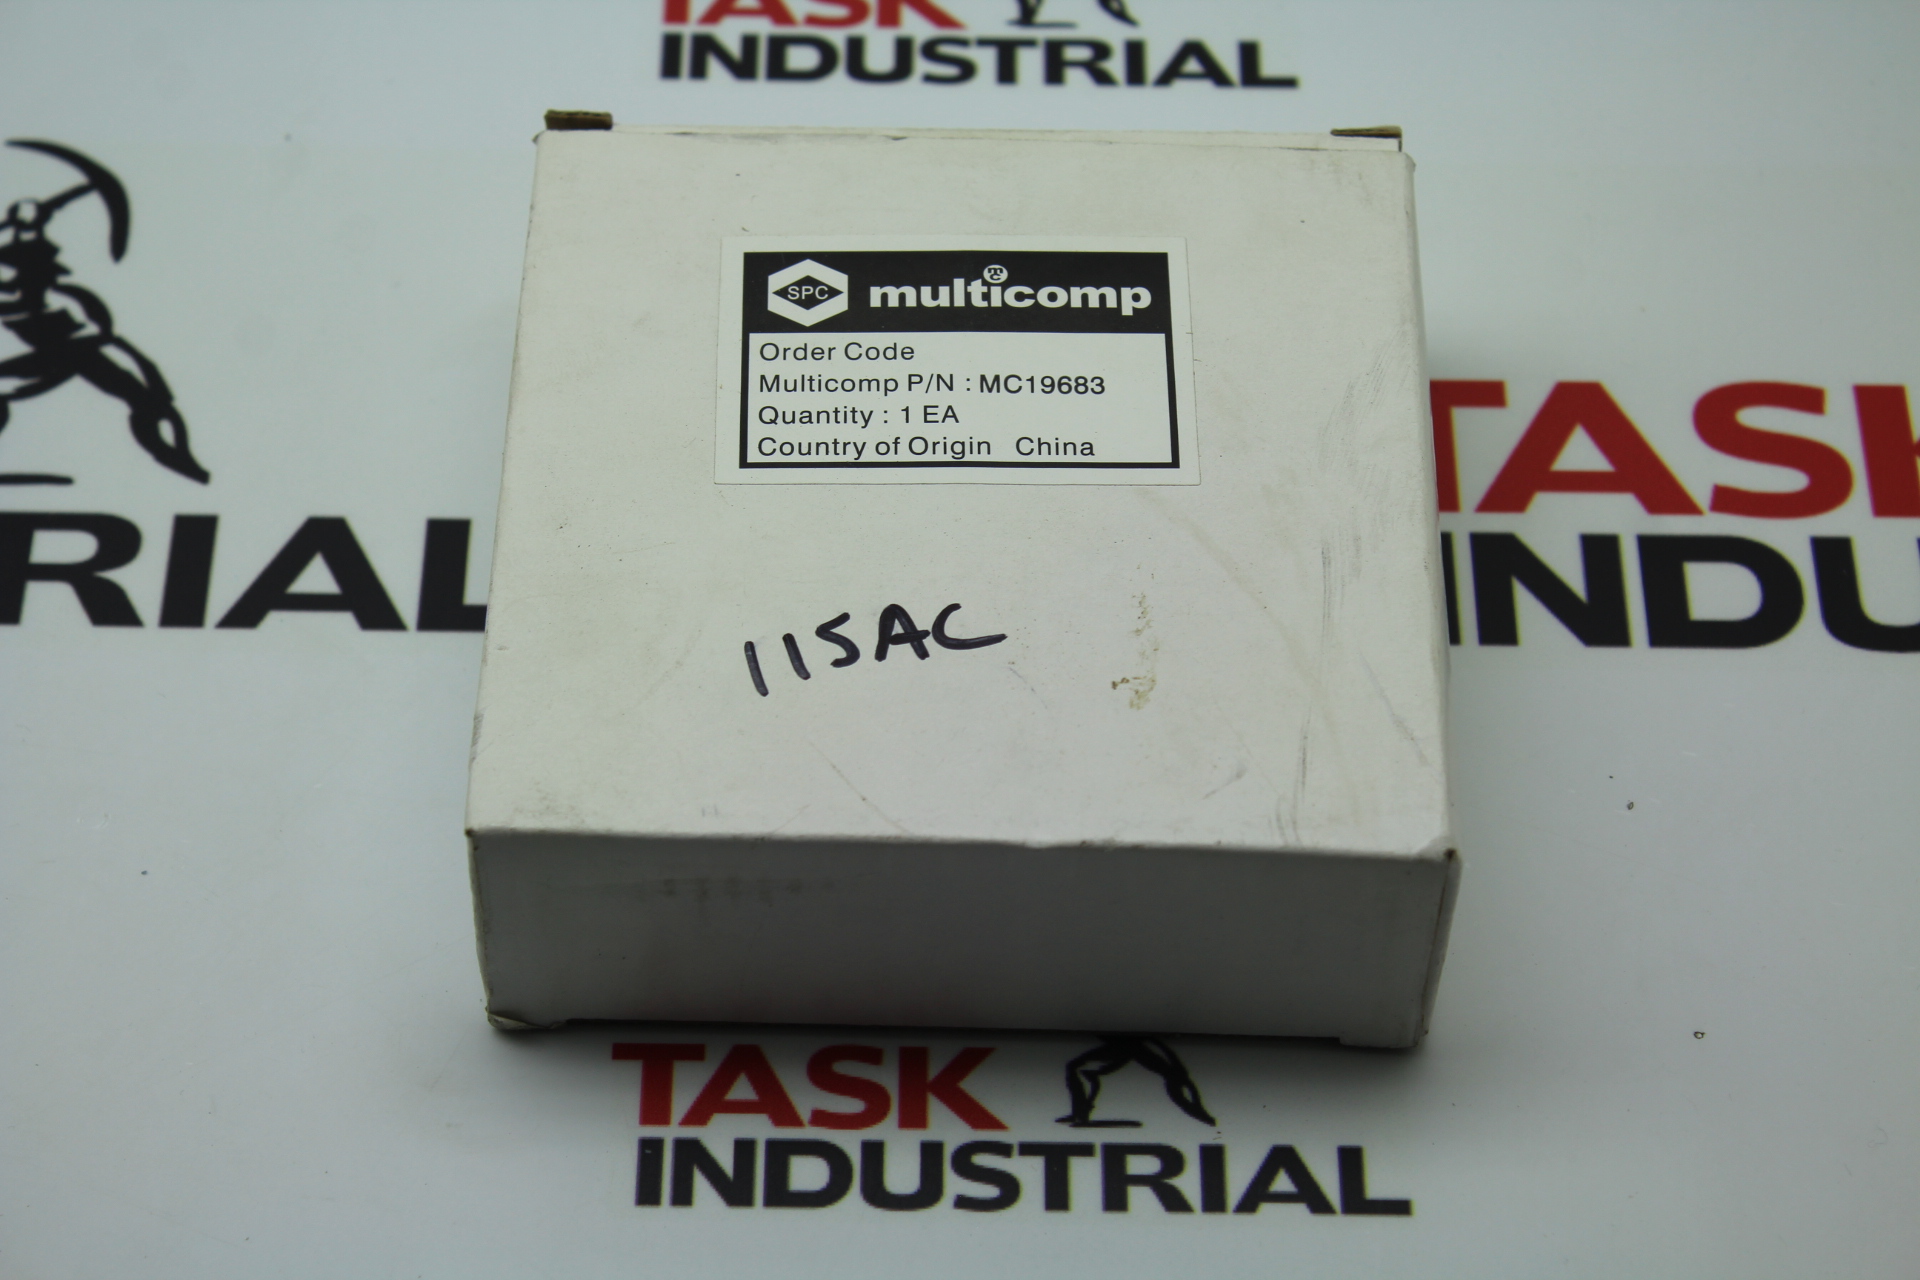 TASK
INDUSTRIAL
SPC multicomp
mc
Order Code
Multicomp P/N : MC19683
Quantity : 1 EA
Country of Origin China
115AC
RIAL
TASK
INDU
TASK
INDUSTRIAL